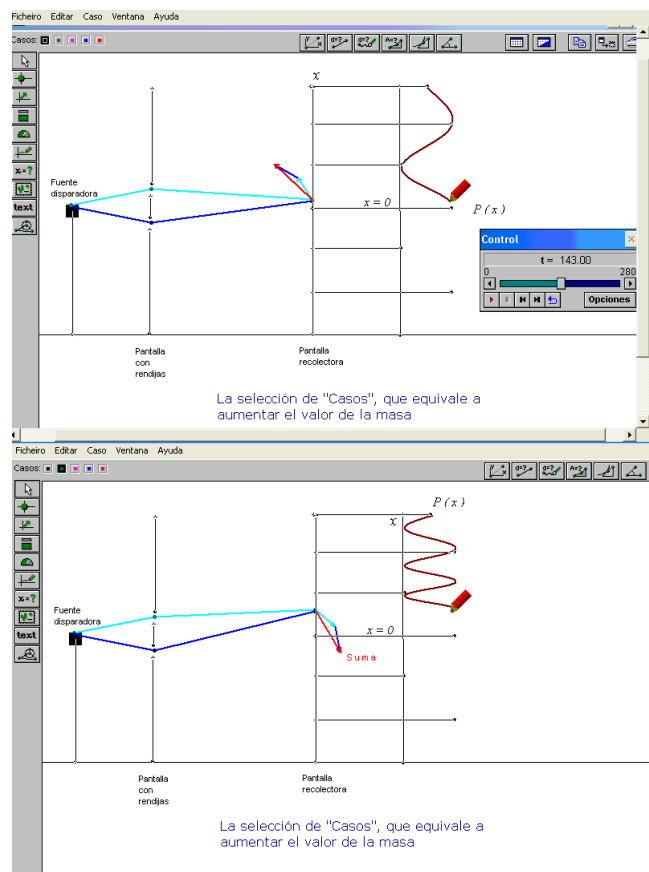 Ficheiro Editar Caso Ventana Ayuda
Casos:
x
Fuente
disparadora
x = 0
P(x)
Control
t = 143.00
0 280
Opciones
x=?
text
Pantalla
con
rendijas
Pantalla
recolectora
La selección de "Casos", que equivale a
aumentar el valor de la masa
Ficheiro Editar Caso Ventana Ayuda
Casos:
P(x)
x
Fuente
disparadora
x = 0
Suma
x=?
text
Pantalla
con
rendijas
Pantalla
recolectora
La selección de "Casos", que equivale a
aumentar el valor de la masa